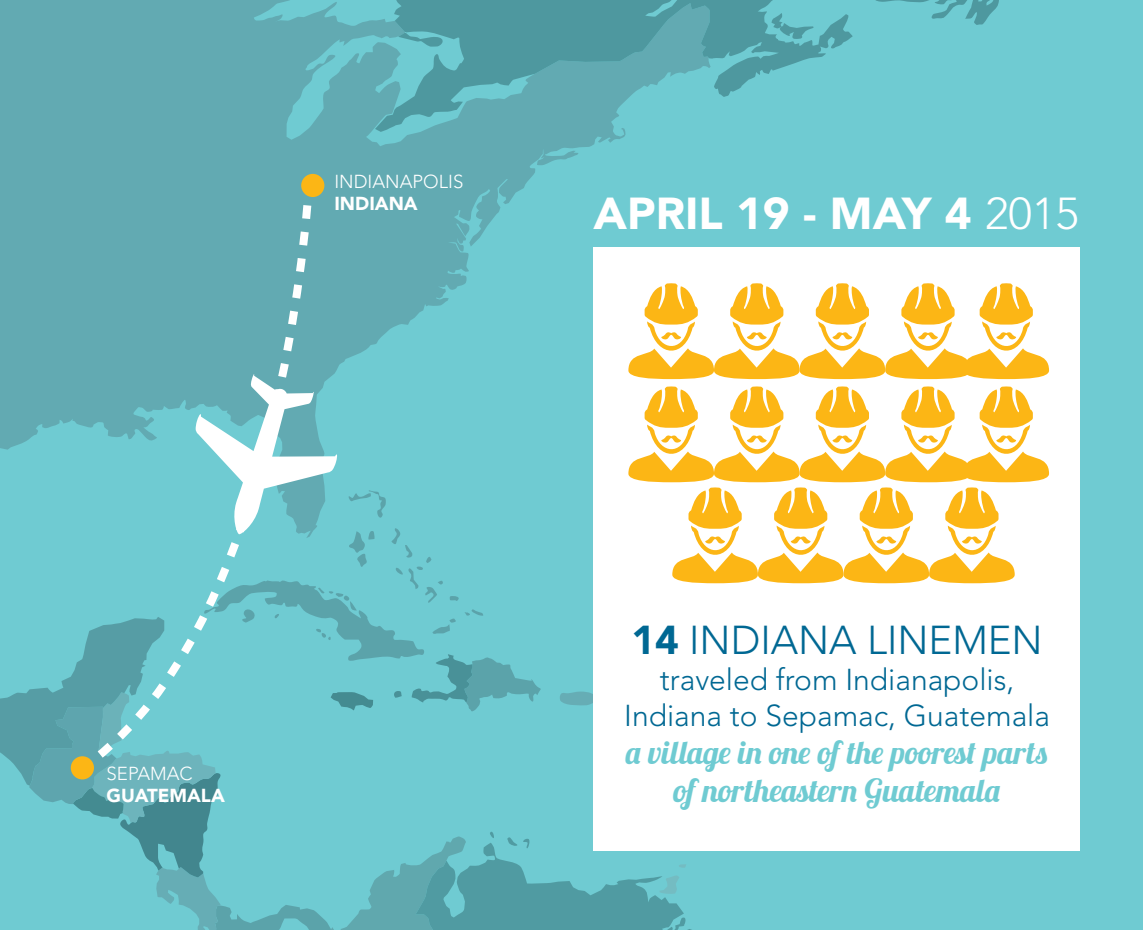 INDIANAPOLIS
INDIANA
APRIL 19 - MAY 4 2015
14 INDIANA LINEMEN
traveled from Indianapolis,
Indiana to Sepamac, Guatemala
a village in one of the poorest parts
of northeastern Guatemala
SEPAMAC
GUATEMALA